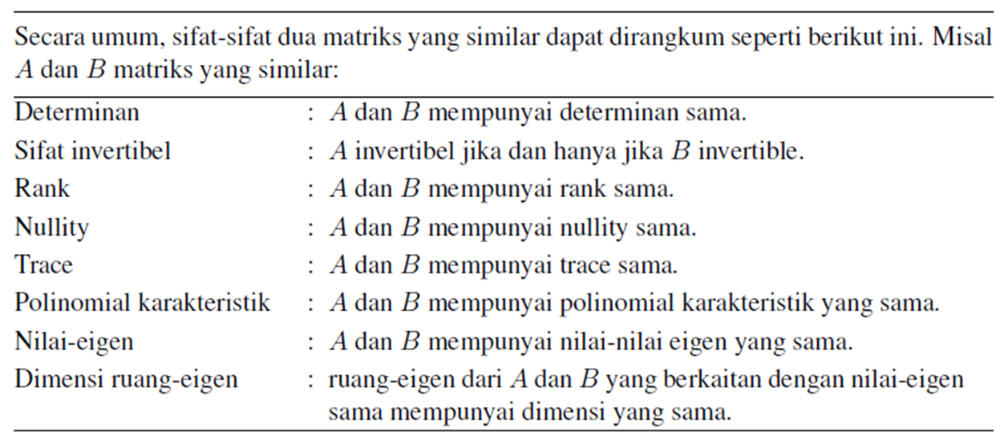 Secara umum, sifat-sifat dua matriks yang similar dapat dirangkum seperti berikut ini. Misal
A dan B matriks yang similar:
Determinan : A dan B mempunyai determinan sama.
Sifat invertibel : A invertibel jika dan hanya jika B invertible.
Rank : A dan B mempunyai rank sama.
Nullity : A dan B mempunyai nullity sama.
Trace : A dan B mempunyai trace sama.
Polinomial karakteristik : A dan B mempunyai polinomial karakteristik yang sama.
Nilai-eigen : A dan B mempunyai nilai-nilai eigen yang sama.
Dimensi ruang-eigen : ruang-eigen dari A dan B yang berkaitan dengan nilai-eigen
sama mempunyai dimensi yang sama.